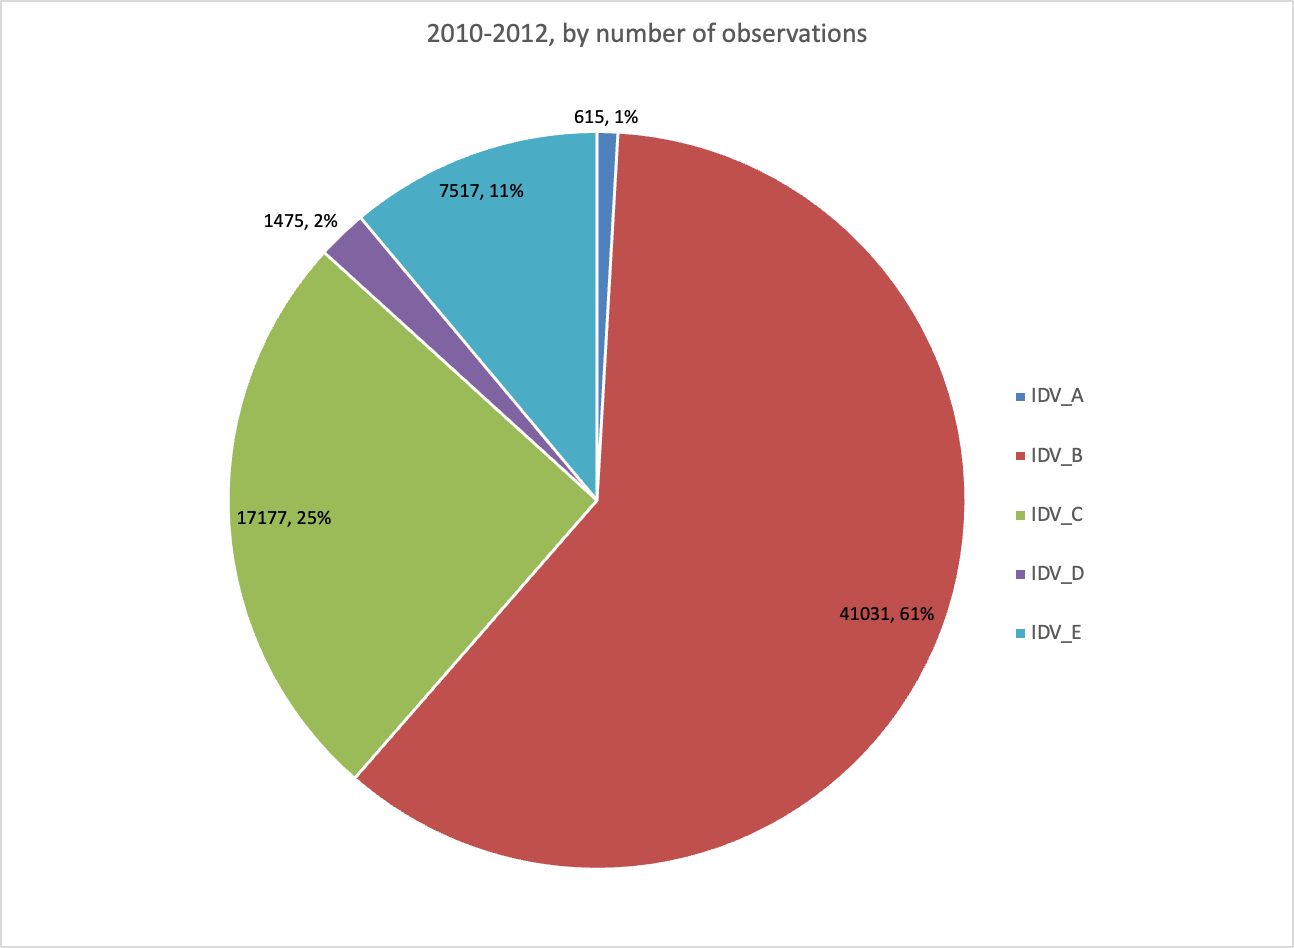 2010-2012, by number of observations
615, 1%
7517, 11%
1475, 2%
17177, 25%
41031, 61%
IDV_A
IDV_B
IDV_C
IDV_D
IDV_E